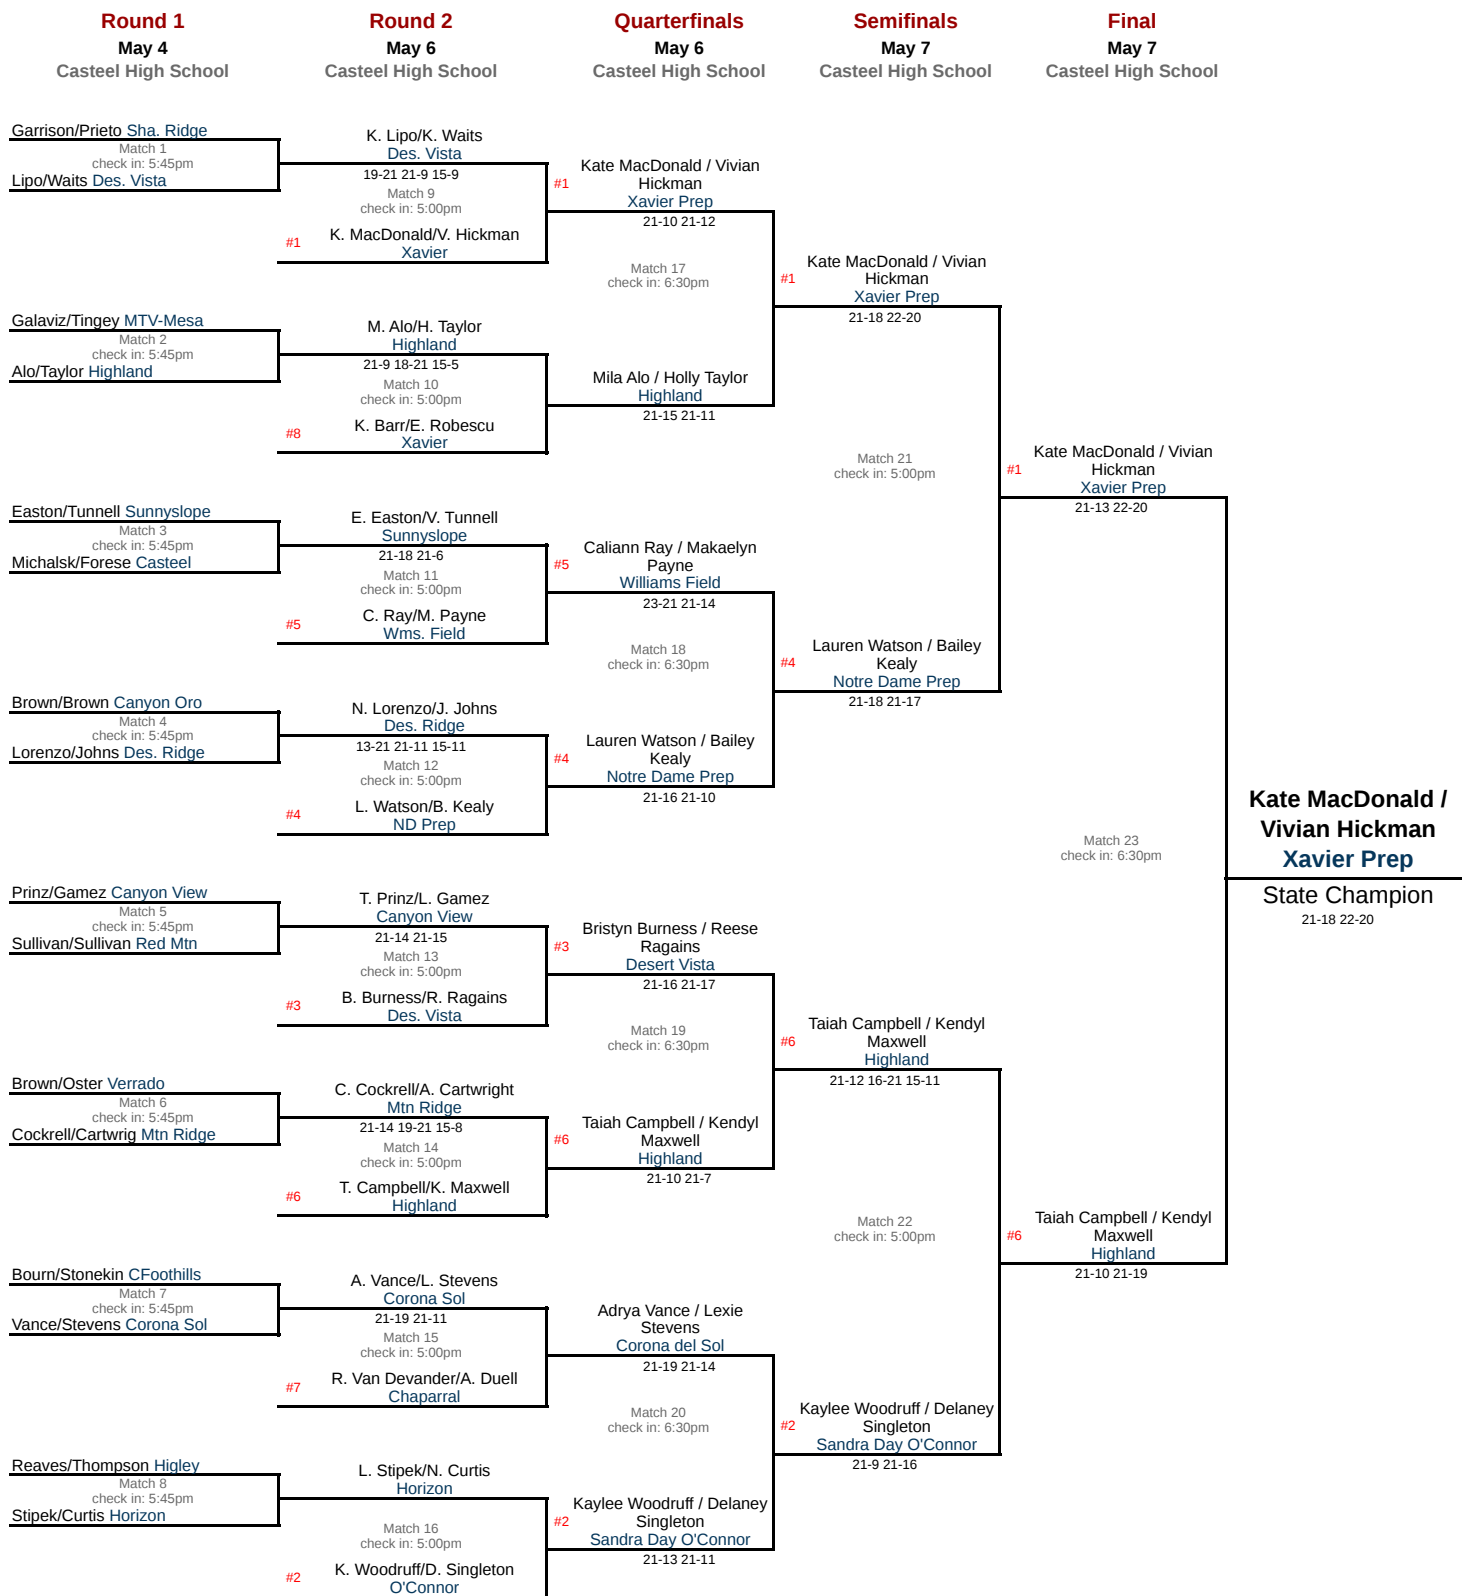 Round 1
May 4
Casteel High School
Round 2
May 6
Casteel High School
Quarterfinals
May 6
Casteel High School
Semifinals
May 7
Casteel High School
Final
May 7
Casteel High School
Garrison/Prieto Sha. Ridge
Match 1
check in: 5:45pm
Lipo/Waits Des. Vista
Galaviz/Tingey MTV-Mesa
Match 2
check in: 5:45pm
Alo/Taylor Highland
Easton/Tunnell Sunnyslope
Match 3
check in: 5:45pm
Michalsk/Forese Casteel
Brown/Brown Canyon Oro
Match 4
check in: 5:45pm
Lorenzo/Johns Des. Ridge
Prinz/Gamez Canyon View
Match 5
check in: 5:45pm
Sullivan/Sullivan Red Mtn
Brown/Oster Verrado
Match 6
check in: 5:45pm
Cockrell/Cartwrig Mtn Ridge
Bourn/Stonekin CFoothills
Match 7
check in: 5:45pm
Vance/Stevens Corona Sol
Reaves/Thompson Higley
Match 8
check in: 5:45pm
Stipek/Curtis Horizon
K. Lipo/K. Waits
Des. Vista
19-21 21-9 15-9
Match 9
check in: 5:00pm
#1
K. MacDonald/V. Hickman
Xavier
M. Alo/H. Taylor
Highland
21-9 18-21 15-5
Match 10
check in: 5:00pm
#8
K. Barr/E. Robescu
Xavier
E. Easton/V. Tunnell
Sunnyslope
21-18 21-6
Match 11
check in: 5:00pm
#5
C. Ray/M. Payne
Wms. Field
N. Lorenzo/J. Johns
Des. Ridge
13-21 21-11 15-11
Match 12
check in: 5:00pm
#4
L. Watson/B. Kealy
ND Prep
T. Prinz/L. Gamez
Canyon View
21-14 21-15
Match 13
check in: 5:00pm
#3
B. Burness/R. Ragains
Des. Vista
C. Cockrell/A. Cartwright
Mtn Ridge
21-14 19-21 15-8
Match 14
check in: 5:00pm
#6
T. Campbell/K. Maxwell
Highland
A. Vance/L. Stevens
Corona Sol
21-19 21-11
Match 15
check in: 5:00pm
#7
R. Van Devander/A. Duell
Chaparral
L. Stipek/N. Curtis
Horizon
Match 16
check in: 5:00pm
#2
K. Woodruff/D. Singleton
O'Connor
#1
Kate MacDonald / Vivian
Hickman
Xavier Prep
21-10 21-12
Match 17
check in: 6:30pm
Mila Alo / Holly Taylor
Highland
21-15 21-11
#5
Caliann Ray / Makaelyn
Payne
Williams Field
23-21 21-14
Match 18
check in: 6:30pm
#4
Lauren Watson / Bailey
Kealy
Notre Dame Prep
21-16 21-10
#3
Bristyn Burness / Reese
Ragains
Desert Vista
21-16 21-17
Match 19
check in: 6:30pm
#6
Taiah Campbell / Kendyl
Maxwell
Highland
21-10 21-7
Adrya Vance / Lexie
Stevens
Corona del Sol
21-19 21-14
Match 20
check in: 6:30pm
#2
Kaylee Woodruff / Delaney
Singleton
Sandra Day O'Connor
21-13 21-11
#1
Kate MacDonald / Vivian
Hickman
Xavier Prep
21-18 22-20
Match 21
check in: 5:00pm
#4
Lauren Watson / Bailey
Kealy
Notre Dame Prep
21-18 21-17
#6
Taiah Campbell / Kendyl
Maxwell
Highland
21-12 16-21 15-11
Match 22
check in: 5:00pm
#2
Kaylee Woodruff / Delaney
Singleton
Sandra Day O'Connor
21-9 21-16
#1
Kate MacDonald / Vivian
Hickman
Xavier Prep
21-13 22-20
Match 23
check in: 6:30pm
#6
Taiah Campbell / Kendyl
Maxwell
Highland
21-10 21-19
Kate MacDonald /
Vivian Hickman
Xavier Prep
State Champion
21-18 22-20